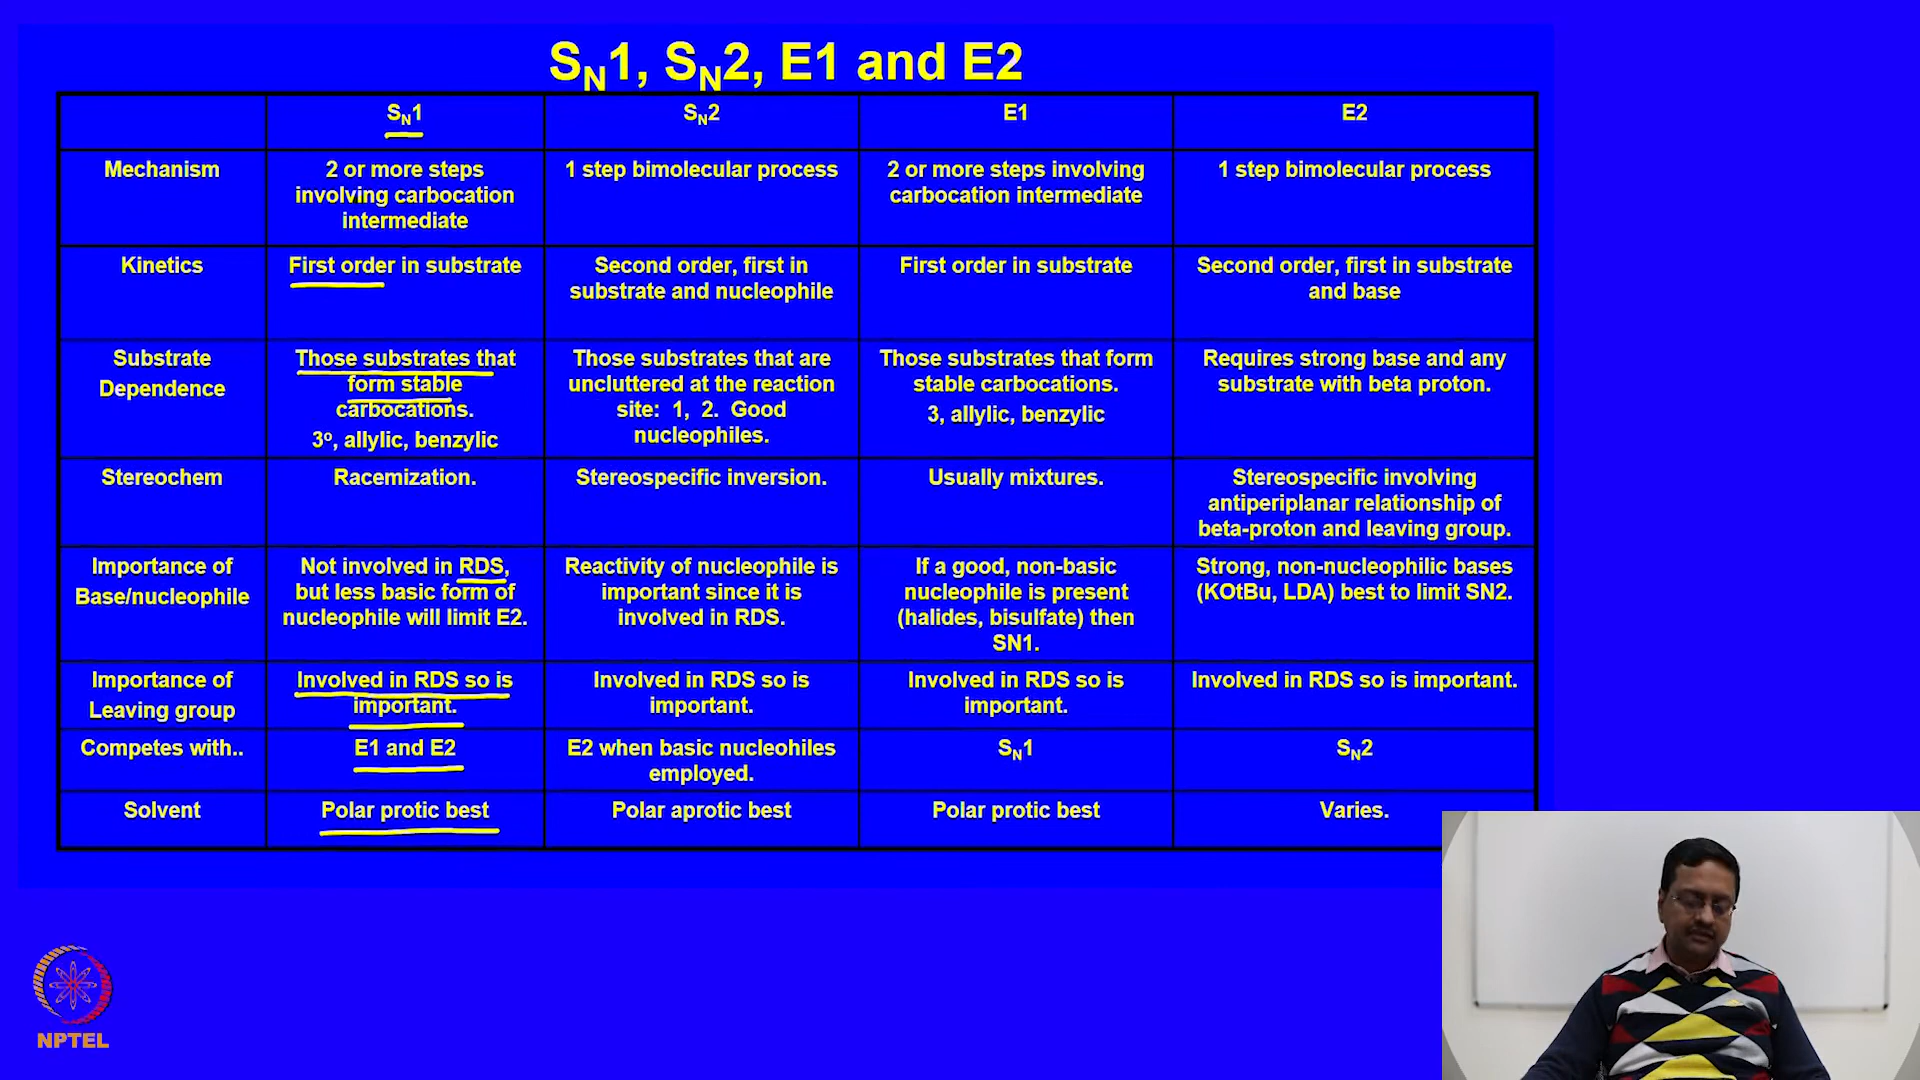 SN1, SN2, E1 and E2
SN1
SN2
E1
E2
Mechanism
2 or more steps
involving carbocation
intermediate
1 step bimolecular process
2 or more steps involving
carbocation intermediate
1 step bimolecular process
Kinetics
First order in substrate
Second order, first in
substrate and nucleophile
First order in substrate
Second order, first in substrate
and base
Substrate
Dependence
Those substrates that
form stable
carbocations.
3º, allylic, benzylic
Those substrates that are
uncluttered at the reaction
site: 1, 2. Good
nucleophiles.
Those substrates that form
stable carbocations.
3, allylic, benzylic
Requires strong base and any
substrate with beta proton.
Stereochem
Racemization.
Stereospecific inversion.
Usually mixtures.
Stereospecific involving
antiperiplanar relationship of
beta-proton and leaving group.
Importance of
Base/nucleophile
Not involved in RDS,
but less basic form of
nucleophile will limit E2.
Reactivity of nucleophile is
important since it is
involved in RDS.
If a good, non-basic
nucleophile is present
(halides, bisulfate) then
SN1.
Strong, non-nucleophilic bases
(KOtBu, LDA) best to limit SN2.
Importance of
Leaving group
Involved in RDS so is
important.
Involved in RDS so is
important.
Involved in RDS so is
important.
Involved in RDS so is important.
Competes with..
E1 and E2
E2 when basic nucleohiles
employed.
SN1
SN2
Solvent
Polar protic best
Polar aprotic best
Polar protic best
Varies.
NPTEL